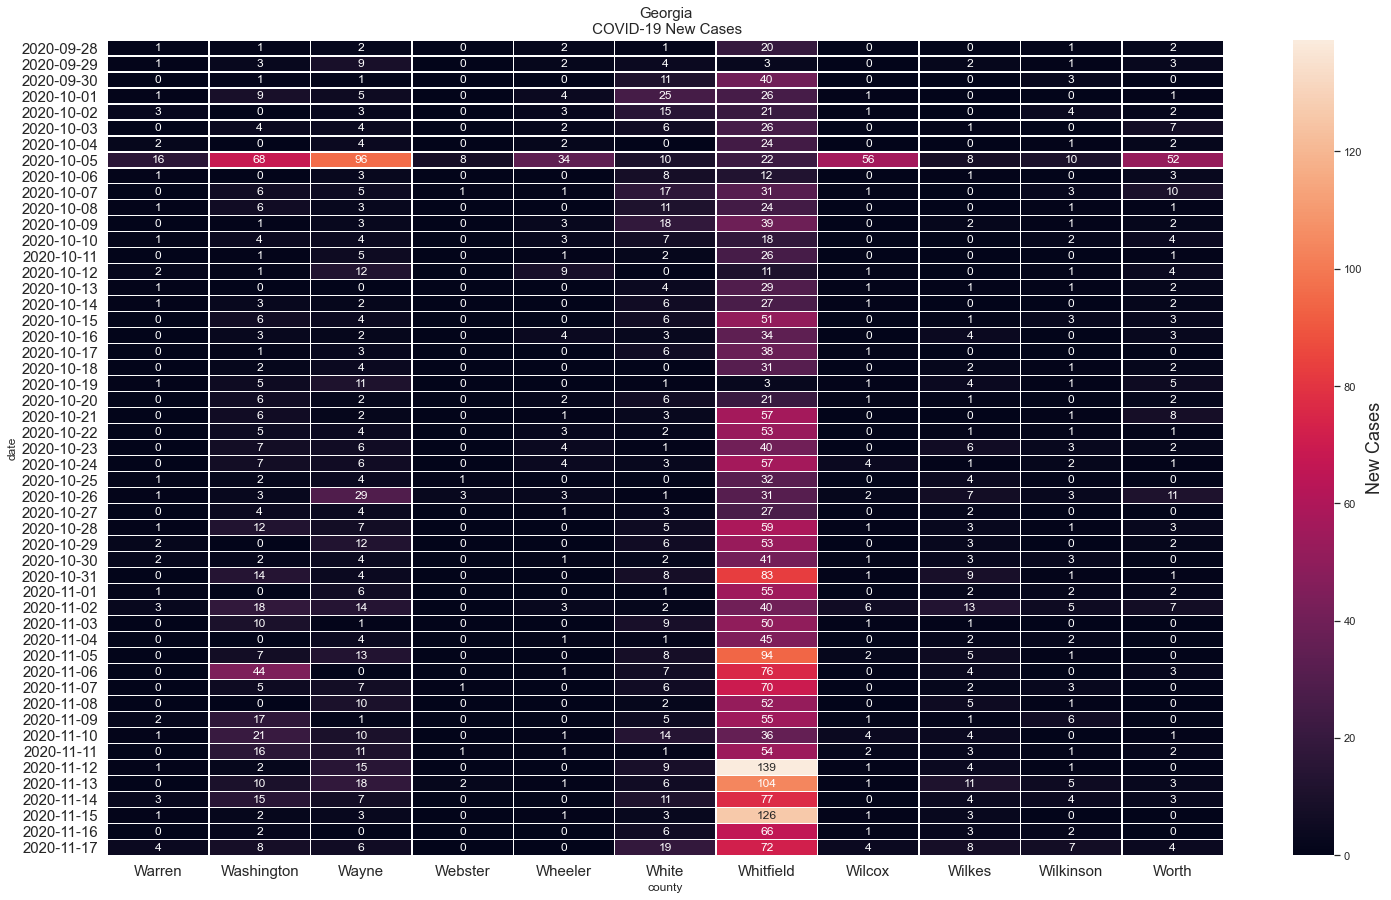 Georgia
COVID-19 New Cases
2020-09-28 1 1 2 0 2 1 20 0 0 1 2
2020-09-29 1 3 9 0 2 4 3 0 2 1 3
2020-09-30 0 1 1 0 0 11 40 0 0 3 0
2020-10-01 1 9 5 0 4 25 26 1 0 0 1
2020-10-02 3 0 3 0 3 15 21 1 0 4 2
2020-10-03 0 4 4 0 2 6 26 0 1 0 7
2020-10-04 2 0 4 0 2 0 24 0 0 1 2
2020-10-05 16 68 96 8 34 10 22 56 8 10 52
2020-10-06 1 0 3 0 0 8 12 0 1 0 3
2020-10-07 0 6 5 1 1 17 31 1 0 3 10
2020-10-08 1 6 3 0 0 11 24 0 0 1 1
2020-10-09 0 1 3 0 3 18 39 0 2 1 2
2020-10-10 1 4 4 0 3 7 18 0 0 2 4
2020-10-11 0 1 5 0 1 2 26 0 0 0 1
2020-10-12 2 1 12 0 9 0 11 1 0 1 4
2020-10-13 1 0 0 0 0 4 29 1 1 1 2
2020-10-14 1 3 2 0 0 6 27 1 0 0 2
2020-10-15 0 6 4 0 0 6 51 0 1 3 3
2020-10-16 0 3 2 0 4 3 34 0 4 0 3
2020-10-17 0 1 3 0 0 6 38 1 0 0 0
2020-10-18 0 2 4 0 0 0 31 0 2 1 2
2020-10-19 1 5 11 0 0 1 3 1 4 1 5
2020-10-20 0 6 2 0 2 6 21 1 1 0 2
2020-10-21 0 6 2 0 1 3 57 0 0 1 8
2020-10-22 0 5 4 0 3 2 53 0 1 1 1
2020-10-23 0 7 6 0 4 1 40 0 6 3 2
2020-10-24 0 7 6 0 4 3 57 4 1 2 1
2020-10-25 1 2 4 1 0 0 32 0 4 0 0
2020-10-26 1 3 29 3 3 1 31 2 7 3 11
2020-10-27 0 4 4 0 1 3 27 0 2 0 0
2020-10-28 1 12 7 0 0 5 59 1 3 1 3
2020-10-29 2 0 12 0 0 6 53 0 3 0 2
2020-10-30 2 2 4 0 1 2 41 1 3 3 0
2020-10-31 0 14 4 0 0 8 83 1 9 1 1
2020-11-01 1 0 6 0 0 1 55 0 2 2 2
2020-11-02 3 18 14 0 3 2 40 6 13 5 7
2020-11-03 0 10 1 0 0 9 50 1 1 0 0
2020-11-04 0 0 4 0 1 1 45 0 2 2 0
2020-11-05 0 7 13 0 0 8 94 2 5 1 0
2020-11-06 0 44 0 0 1 7 76 0 4 0 3
2020-11-07 0 5 7 1 0 6 70 0 2 3 0
2020-11-08 0 0 10 0 0 2 52 0 5 1 0
2020-11-09 2 17 1 0 0 5 55 1 1 6 0
2020-11-10 1 21 10 0 1 14 36 4 4 0 1
2020-11-11 0 16 11 1 1 1 54 2 3 1 2
2020-11-12 1 2 15 0 0 9 139 1 4 1 0
2020-11-13 0 10 18 2 1 6 104 1 11 5 3
2020-11-14 3 15 7 0 0 11 77 0 4 4 3
2020-11-15 1 2 3 0 1 3 126 1 3 0 0
2020-11-16 0 2 0 0 0 6 66 1 3 2 0
2020-11-17 4 8 6 0 0 19 72 4 8 7 4
Warren Washington Wayne Webster Wheeler White Whitfield Wilcox Wilkes Wilkinson Worth
county
date
120
100
80
60
40
20
0
New Cases